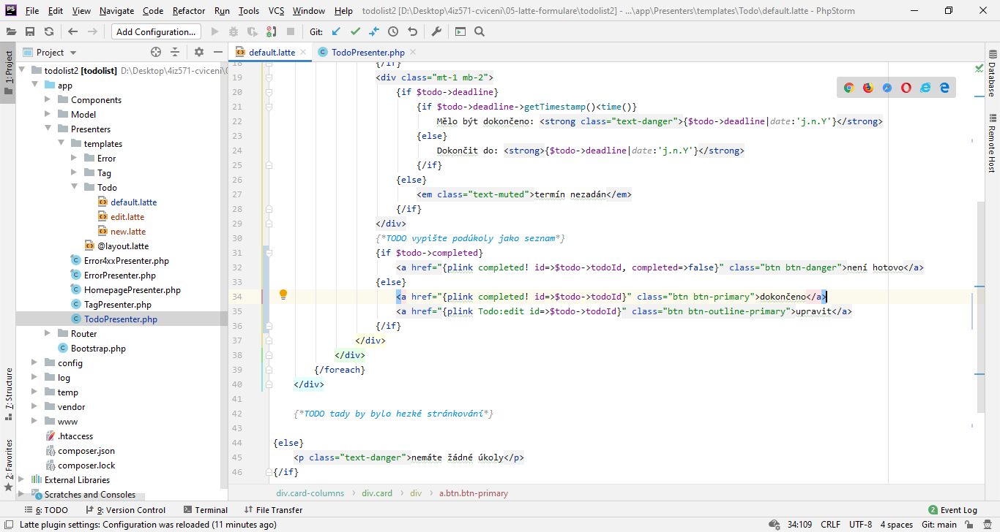 File Edit View Navigate Code Refactor Run Tools VCS Window Help todolist2 [D:\Desktop\4iz571-cviceni\05-latte-formulare\todolist2] - ...\app\Presenters\templates\Todo\default.latte - PhpStorm
Add Configuration... Git:
Project default.latte TodoPresenter.php
1: Project
7: Structure
2: Favorites
todolist2 [todolist] D:\Desktop\4iz571-cviceni\
app
Components
Model
Presenters
templates
Error
Tag
Todo
default.latte
edit.latte
new.latte
@layout.latte
Error4xxPresenter.php
ErrorPresenter.php
HomepagePresenter.php
TagPresenter.php
TodoPresenter.php
Router
Bootstrap.php
config
log
temp
vendor
www
.htaccess
composer.json
composer.lock
External Libraries
Scratches and Consoles
18 {/if}
19 <div class="mt-1 mb-2">
20 {if $todo->deadline}
21 {if $todo->deadline->getTimestamp()<time()}
22 Mělo být dokončeno: <strong class="text-danger">{$todo->deadline|date:'j.n.Y'}</strong>
23 {else}
24 Dokončit do: <strong>{$todo->deadline|date:'j.n.Y'}</strong>
25 {/if}
26 {else}
27 <em class="text-muted">termín nezadán</em>
28 {/if}
29 </div>
30 {*TODO vypište podúkoly jako seznam*}
31 {if $todo->completed}
32 <a href="{plink completed! id=>$todo->todoId, completed=>false}" class="btn btn-danger">není hotovo</a>
33 {else}
34 <a href="{plink completed! id=>$todo->todoId}" class="btn btn-primary">dokončeno</a>
35 <a href="{plink Todo:edit id=>$todo->todoId}" class="btn btn-outline-primary">upravit</a>
36 {/if}
37 </div>
38 </div>
39 {/foreach}
40 </div>
41
42 {*TODO tady by bylo hezké stránkování*}
43
44 {else}
45 <p class="text-danger">nemáte žádné úkoly</p>
46 {/if}
Database
Remote Host
div.card-columns div.card div a.btn.btn-primary
6: TODO 9: Version Control Terminal File Transfer 2 Event Log
Latte plugin settings: Configuration was reloaded (11 minutes ago) 34:109 CRLF UTF-8 4 spaces Git: main